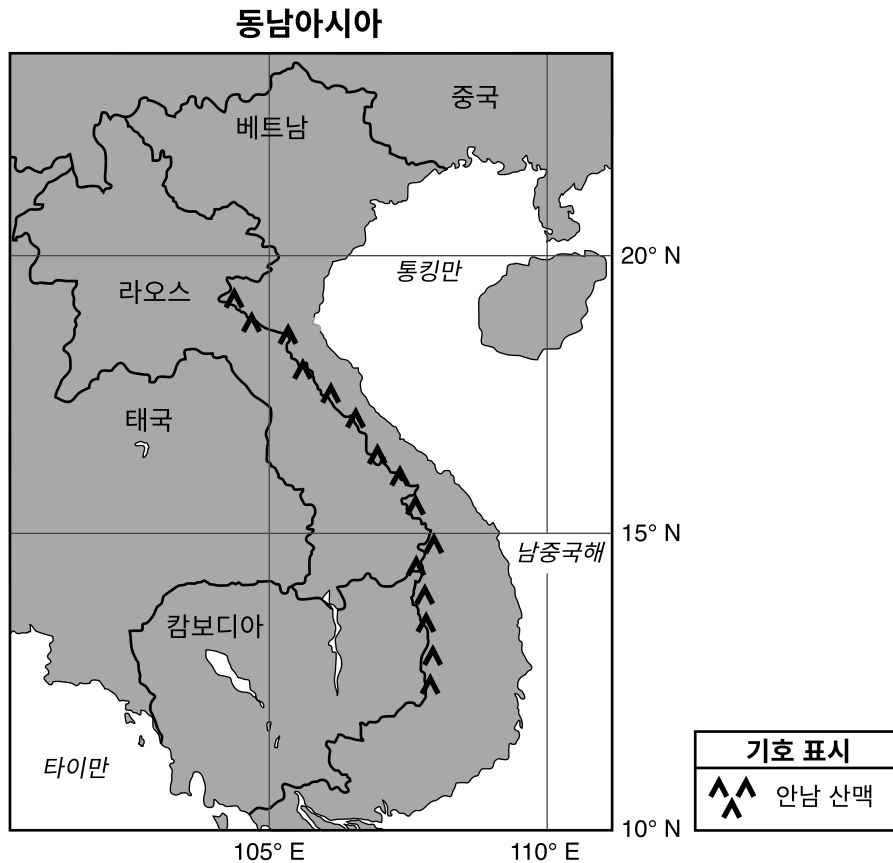 동남아시아
중국
베트남
20° N
통킹만
라오스
태국
15° N
남중국해
캄보디아
타이만
기호 표시
안남 산맥
10° N
105° E
110° E